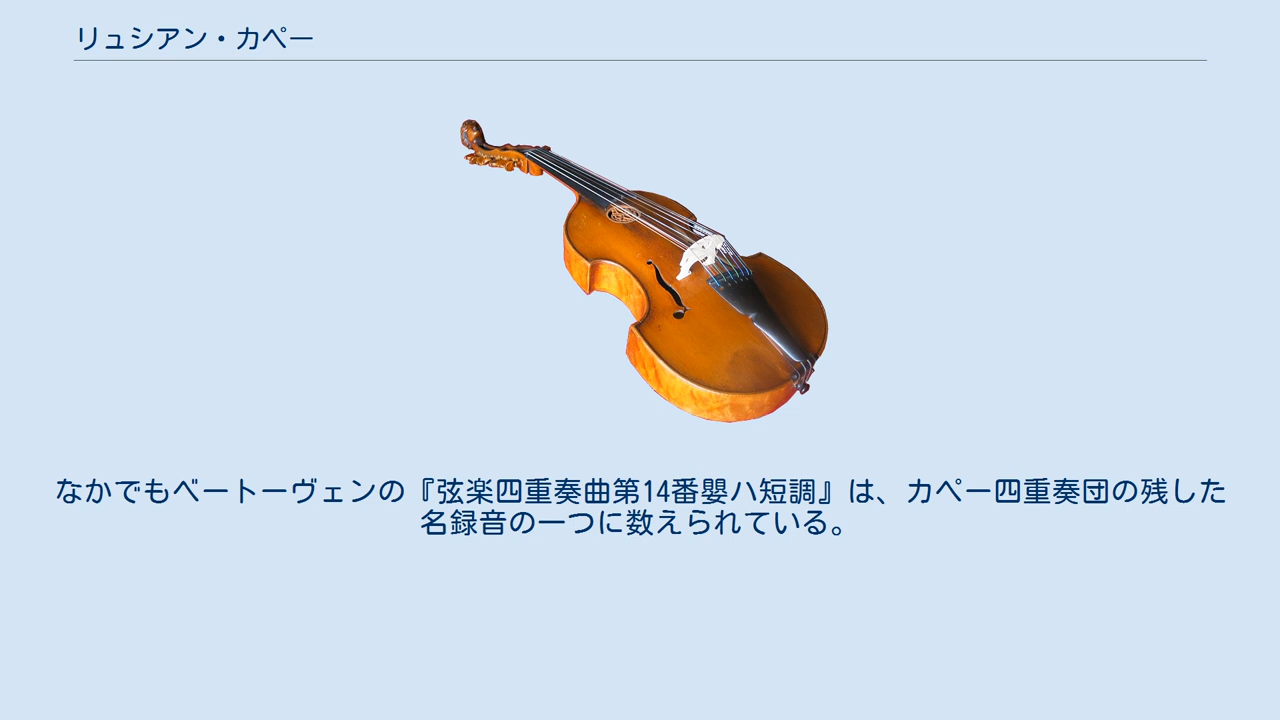 リュシアン・カペー
なかでもベートーヴェンの『弦楽四重奏曲第14番嬰ハ短調』は、カペー四重奏団の残した
名録音の一つに数えられている。